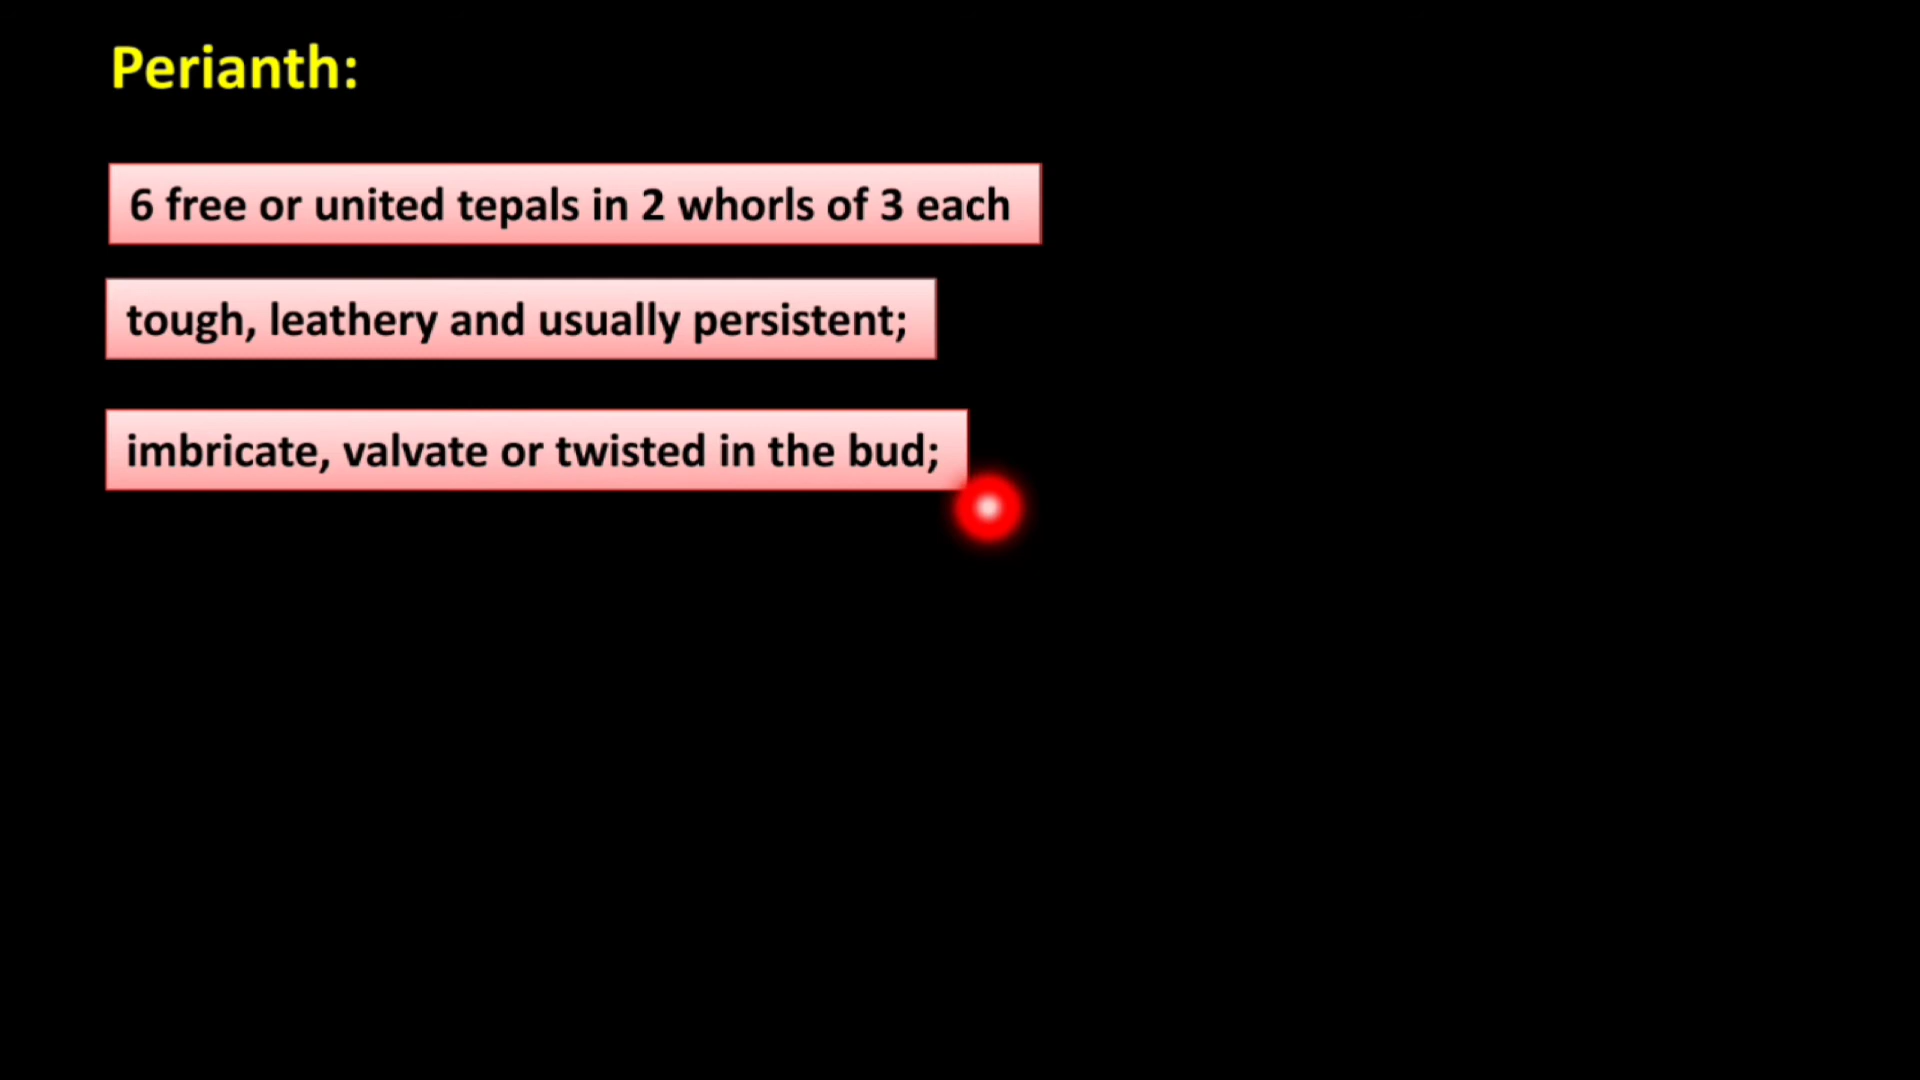 Perianth:
6 free or united tepals in 2 whorls of 3 each
tough, leathery and usually persistent;
imbricate, valvate or twisted in the bud;